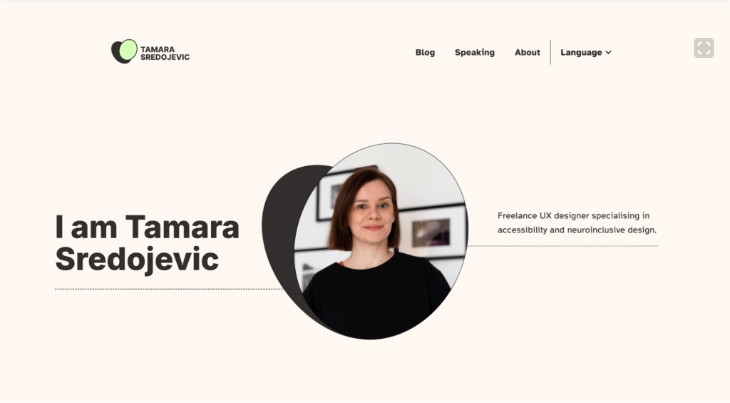 TAMARA
SREDOJEVIC
Blog
Speaking
About
Language
I am Tamara
Sredojevic
Freelance UX designer specialising in
accessibility and neuroinclusive design.